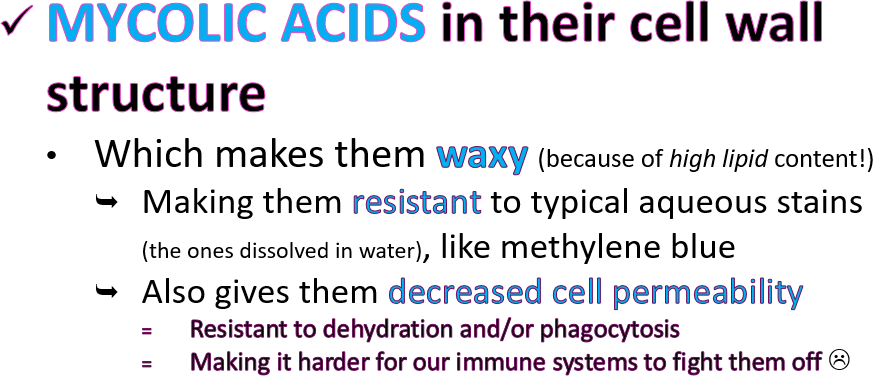 ✓ MYCOLIC ACIDS in their cell wall
structure
• Which makes them waxy (because of high lipid content!)
➥ Making them resistant to typical aqueous stains
(the ones dissolved in water), like methylene blue
➥ Also gives them decreased cell permeability
= Resistant to dehydration and/or phagocytosis
= Making it harder for our immune systems to fight them off ☹